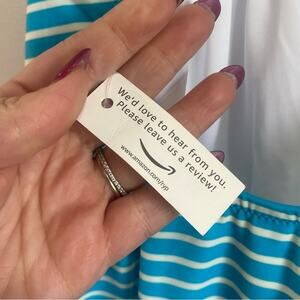 We'd love to hear from you.
Please leave us a review!
www.amazon.com/ryp